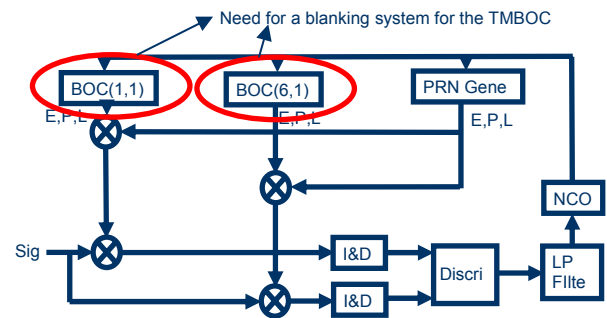 Need for a blanking system for the TMBOC
BOC(1,1)
BOC(6,1)
PRN Gene
E,P,L
E,P,L
E,P,L
NCO
Sig
I&D
Discri
LP
FIlte
I&D